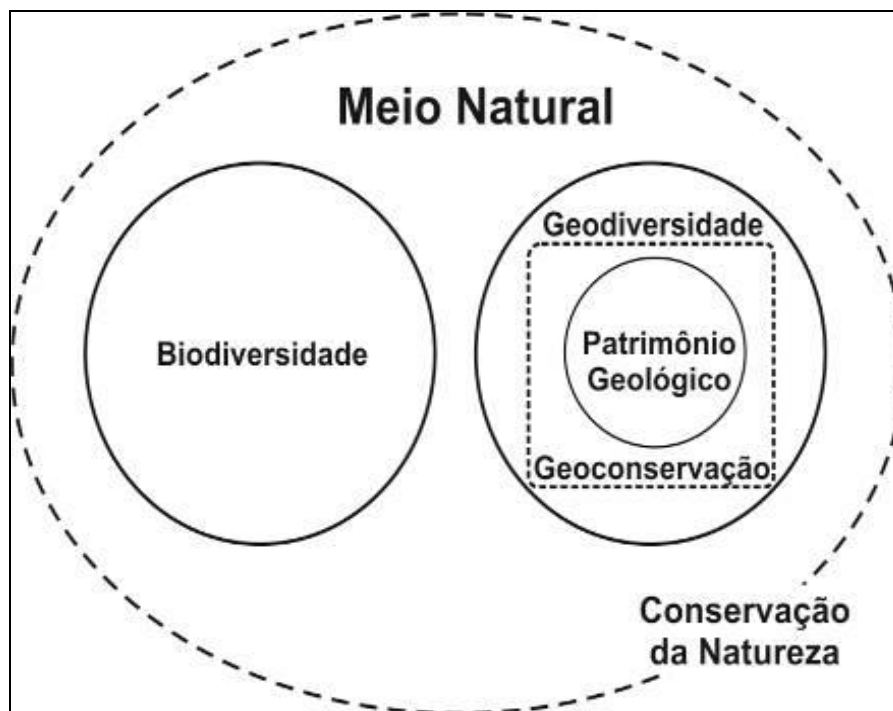 Meio Natural
Geodiversidade
Biodiversidade
Patrimônio
Geológico
Geoconservação
Conservação
da Natureza